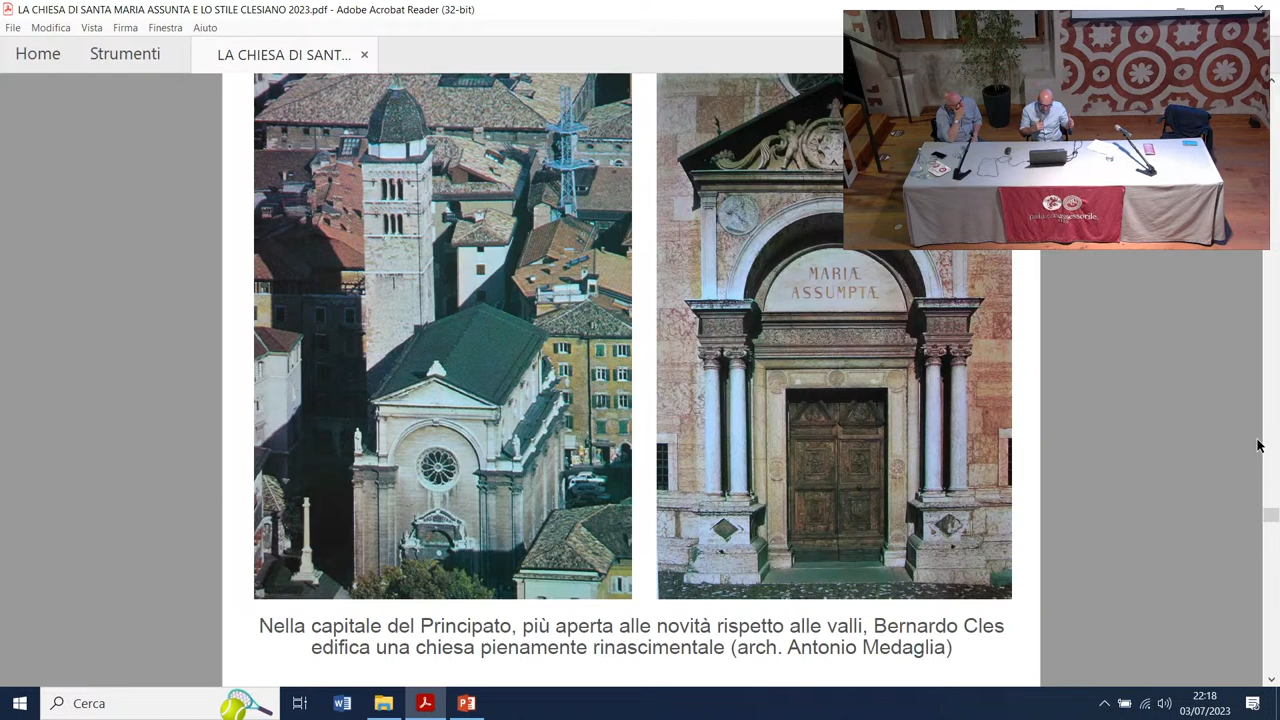 LA CHIESA DI SANTA MARIA ASSUNTA E LO STILE CLESIANO 2023.pdf - Adobe Acrobat Reader (32-bit)
File Modifica Vista Firma Finestra Aiuto
Home Strumenti LA CHIESA DI SANT... ×
MARIÆ
ASSUMPTÆ
Nella capitale del Principato, più aperta alle novità rispetto alle valli, Bernardo Cles
edifica una chiesa pienamente rinascimentale (arch. Antonio Medaglia)
Cerca
22:18
03/07/2023